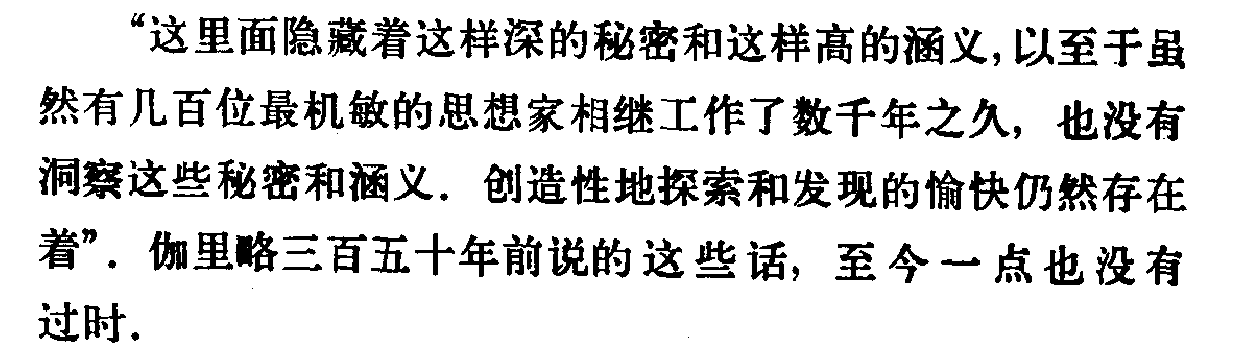 “这里面隐藏着这样深的秘密和这样高的涵义，以至于虽
然有几百位最机敏的思想家相继工作了数千年之久，也没有
洞察这些秘密和涵义．创造性地探索和发现的愉快仍然存在
着”．伽里略三百五十年前说的这些话，至今一点也没有
过时．